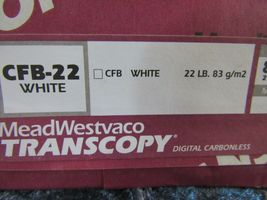 CFB-22
WHITE
CFB WHITE 22 LB. 83 g/m2
MeadWestvaco
TRANSCOPY DIGITAL CARBONLESS